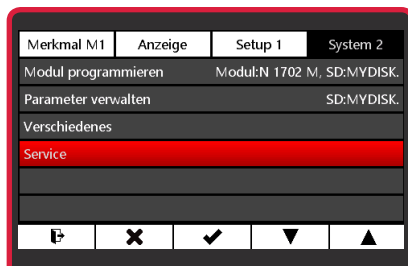 Merkmal M1 Anzeige Setup 1 System 2
Modul programmieren Modul:N 1702 M, SD:MYDISK.
Parameter verwalten SD:MYDISK.
Verschiedenes
Service